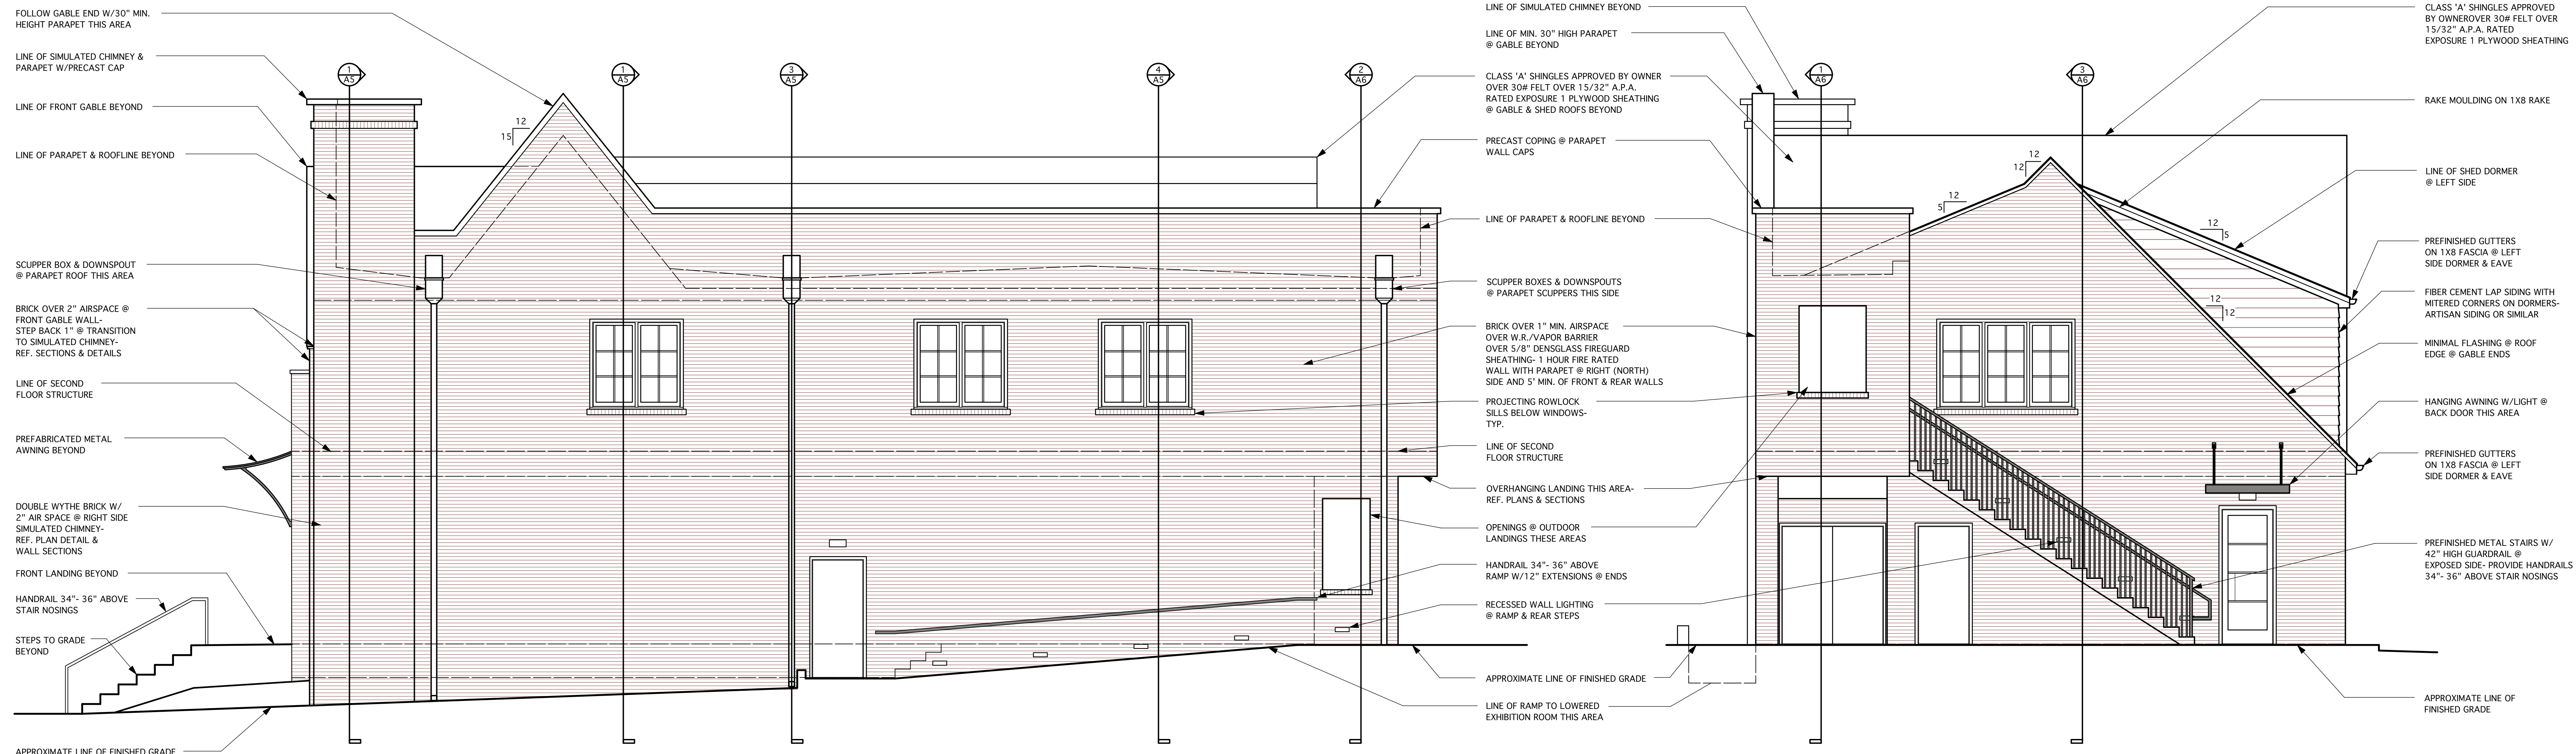 FOLLOW GABLE END W/30" MIN.
HEIGHT PARAPET THIS AREA
LINE OF SIMULATED CHIMNEY &
PARAPET W/PRECAST CAP
LINE OF FRONT GABLE BEYOND
LINE OF PARAPET & ROOFLINE BEYOND
SCUPPER BOX & DOWNSPOUT
@ PARAPET ROOF THIS AREA
BRICK OVER 2" AIRSPACE @
FRONT GABLE WALL-
STEP BACK 1" @ TRANSITION
TO SIMULATED CHIMNEY-
REF. SECTIONS & DETAILS
LINE OF SECOND
FLOOR STRUCTURE
PREFABRICATED METAL
AWNING BEYOND
DOUBLE WYTHE BRICK W/
2" AIR SPACE @ RIGHT SIDE
SIMULATED CHIMNEY-
REF. PLAN DETAIL &
WALL SECTIONS
FRONT LANDING BEYOND
HANDRAIL 34"- 36" ABOVE
STAIR NOSINGS
STEPS TO GRADE
BEYOND
APPROXIMATE LINE OF FINISHED GRADE
1
A5
1
A5
3
A5
4
A5
2
A6
12
15
LINE OF SIMULATED CHIMNEY BEYOND
LINE OF MIN. 30" HIGH PARAPET
@ GABLE BEYOND
CLASS 'A' SHINGLES APPROVED BY OWNER
OVER 30# FELT OVER 15/32" A.P.A.
RATED EXPOSURE 1 PLYWOOD SHEATHING
@ GABLE & SHED ROOFS BEYOND
PRECAST COPING @ PARAPET
WALL CAPS
LINE OF PARAPET & ROOFLINE BEYOND
SCUPPER BOXES & DOWNSPOUTS
@ PARAPET SCUPPERS THIS SIDE
BRICK OVER 1" MIN. AIRSPACE
OVER W.R./VAPOR BARRIER
OVER 5/8" DENSGLASS FIREGUARD
SHEATHING- 1 HOUR FIRE RATED
WALL WITH PARAPET @ RIGHT (NORTH)
SIDE AND 5' MIN. OF FRONT & REAR WALLS
PROJECTING ROWLOCK
SILLS BELOW WINDOWS-
TYP.
LINE OF SECOND
FLOOR STRUCTURE
OVERHANGING LANDING THIS AREA-
REF. PLANS & SECTIONS
OPENINGS @ OUTDOOR
LANDINGS THESE AREAS
HANDRAIL 34"- 36" ABOVE
RAMP W/12" EXTENSIONS @ ENDS
RECESSED WALL LIGHTING
@ RAMP & REAR STEPS
APPROXIMATE LINE OF FINISHED GRADE
LINE OF RAMP TO LOWERED
EXHIBITION ROOM THIS AREA
1
A6
3
A6
12
5
12
12
12
5
12
12
CLASS 'A' SHINGLES APPROVED
BY OWNEROVER 30# FELT OVER
15/32" A.P.A. RATED
EXPOSURE 1 PLYWOOD SHEATHING
RAKE MOULDING ON 1X8 RAKE
LINE OF SHED DORMER
@ LEFT SIDE
PREFINISHED GUTTERS
ON 1X8 FASCIA @ LEFT
SIDE DORMER & EAVE
FIBER CEMENT LAP SIDING WITH
MITERED CORNERS ON DORMERS-
ARTISAN SIDING OR SIMILAR
MINIMAL FLASHING @ ROOF
EDGE @ GABLE ENDS
HANGING AWNING W/LIGHT @
BACK DOOR THIS AREA
PREFINISHED GUTTERS
ON 1X8 FASCIA @ LEFT
SIDE DORMER & EAVE
PREFINISHED METAL STAIRS W/
42" HIGH GUARDRAIL @
EXPOSED SIDE- PROVIDE HANDRAILS
34"- 36" ABOVE STAIR NOSINGS
APPROXIMATE LINE OF
FINISHED GRADE